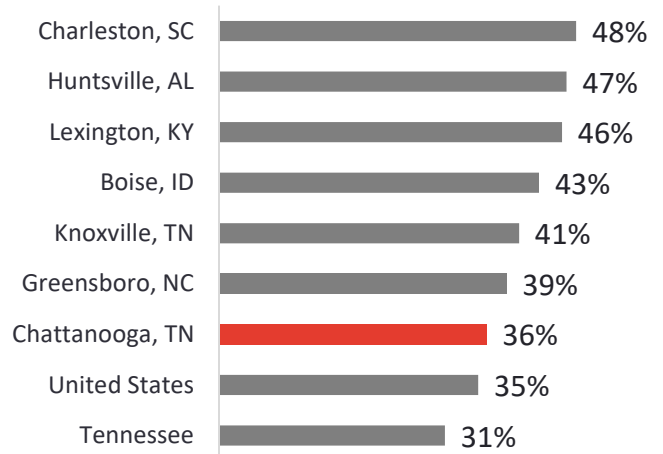 Charleston, SC 48%
Huntsville, AL 47%
Lexington, KY 46%
Boise, ID 43%
Knoxville, TN 41%
Greensboro, NC 39%
Chattanooga, TN 36%
United States 35%
Tennessee 31%